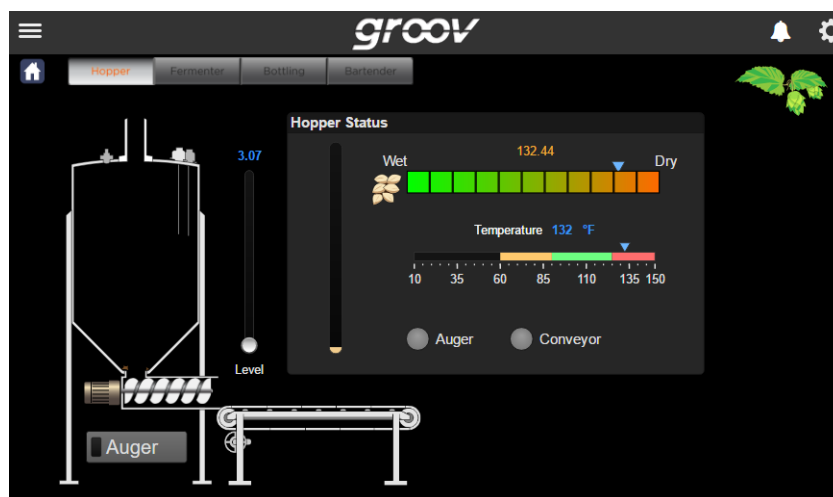 groov
Hopper Fermenter Bottling Bartender
Hopper Status
3.07
132.44
Wet Dry
Temperature 132 °F
10 35 60 85 110 135 150
Auger Conveyor
Level
Auger